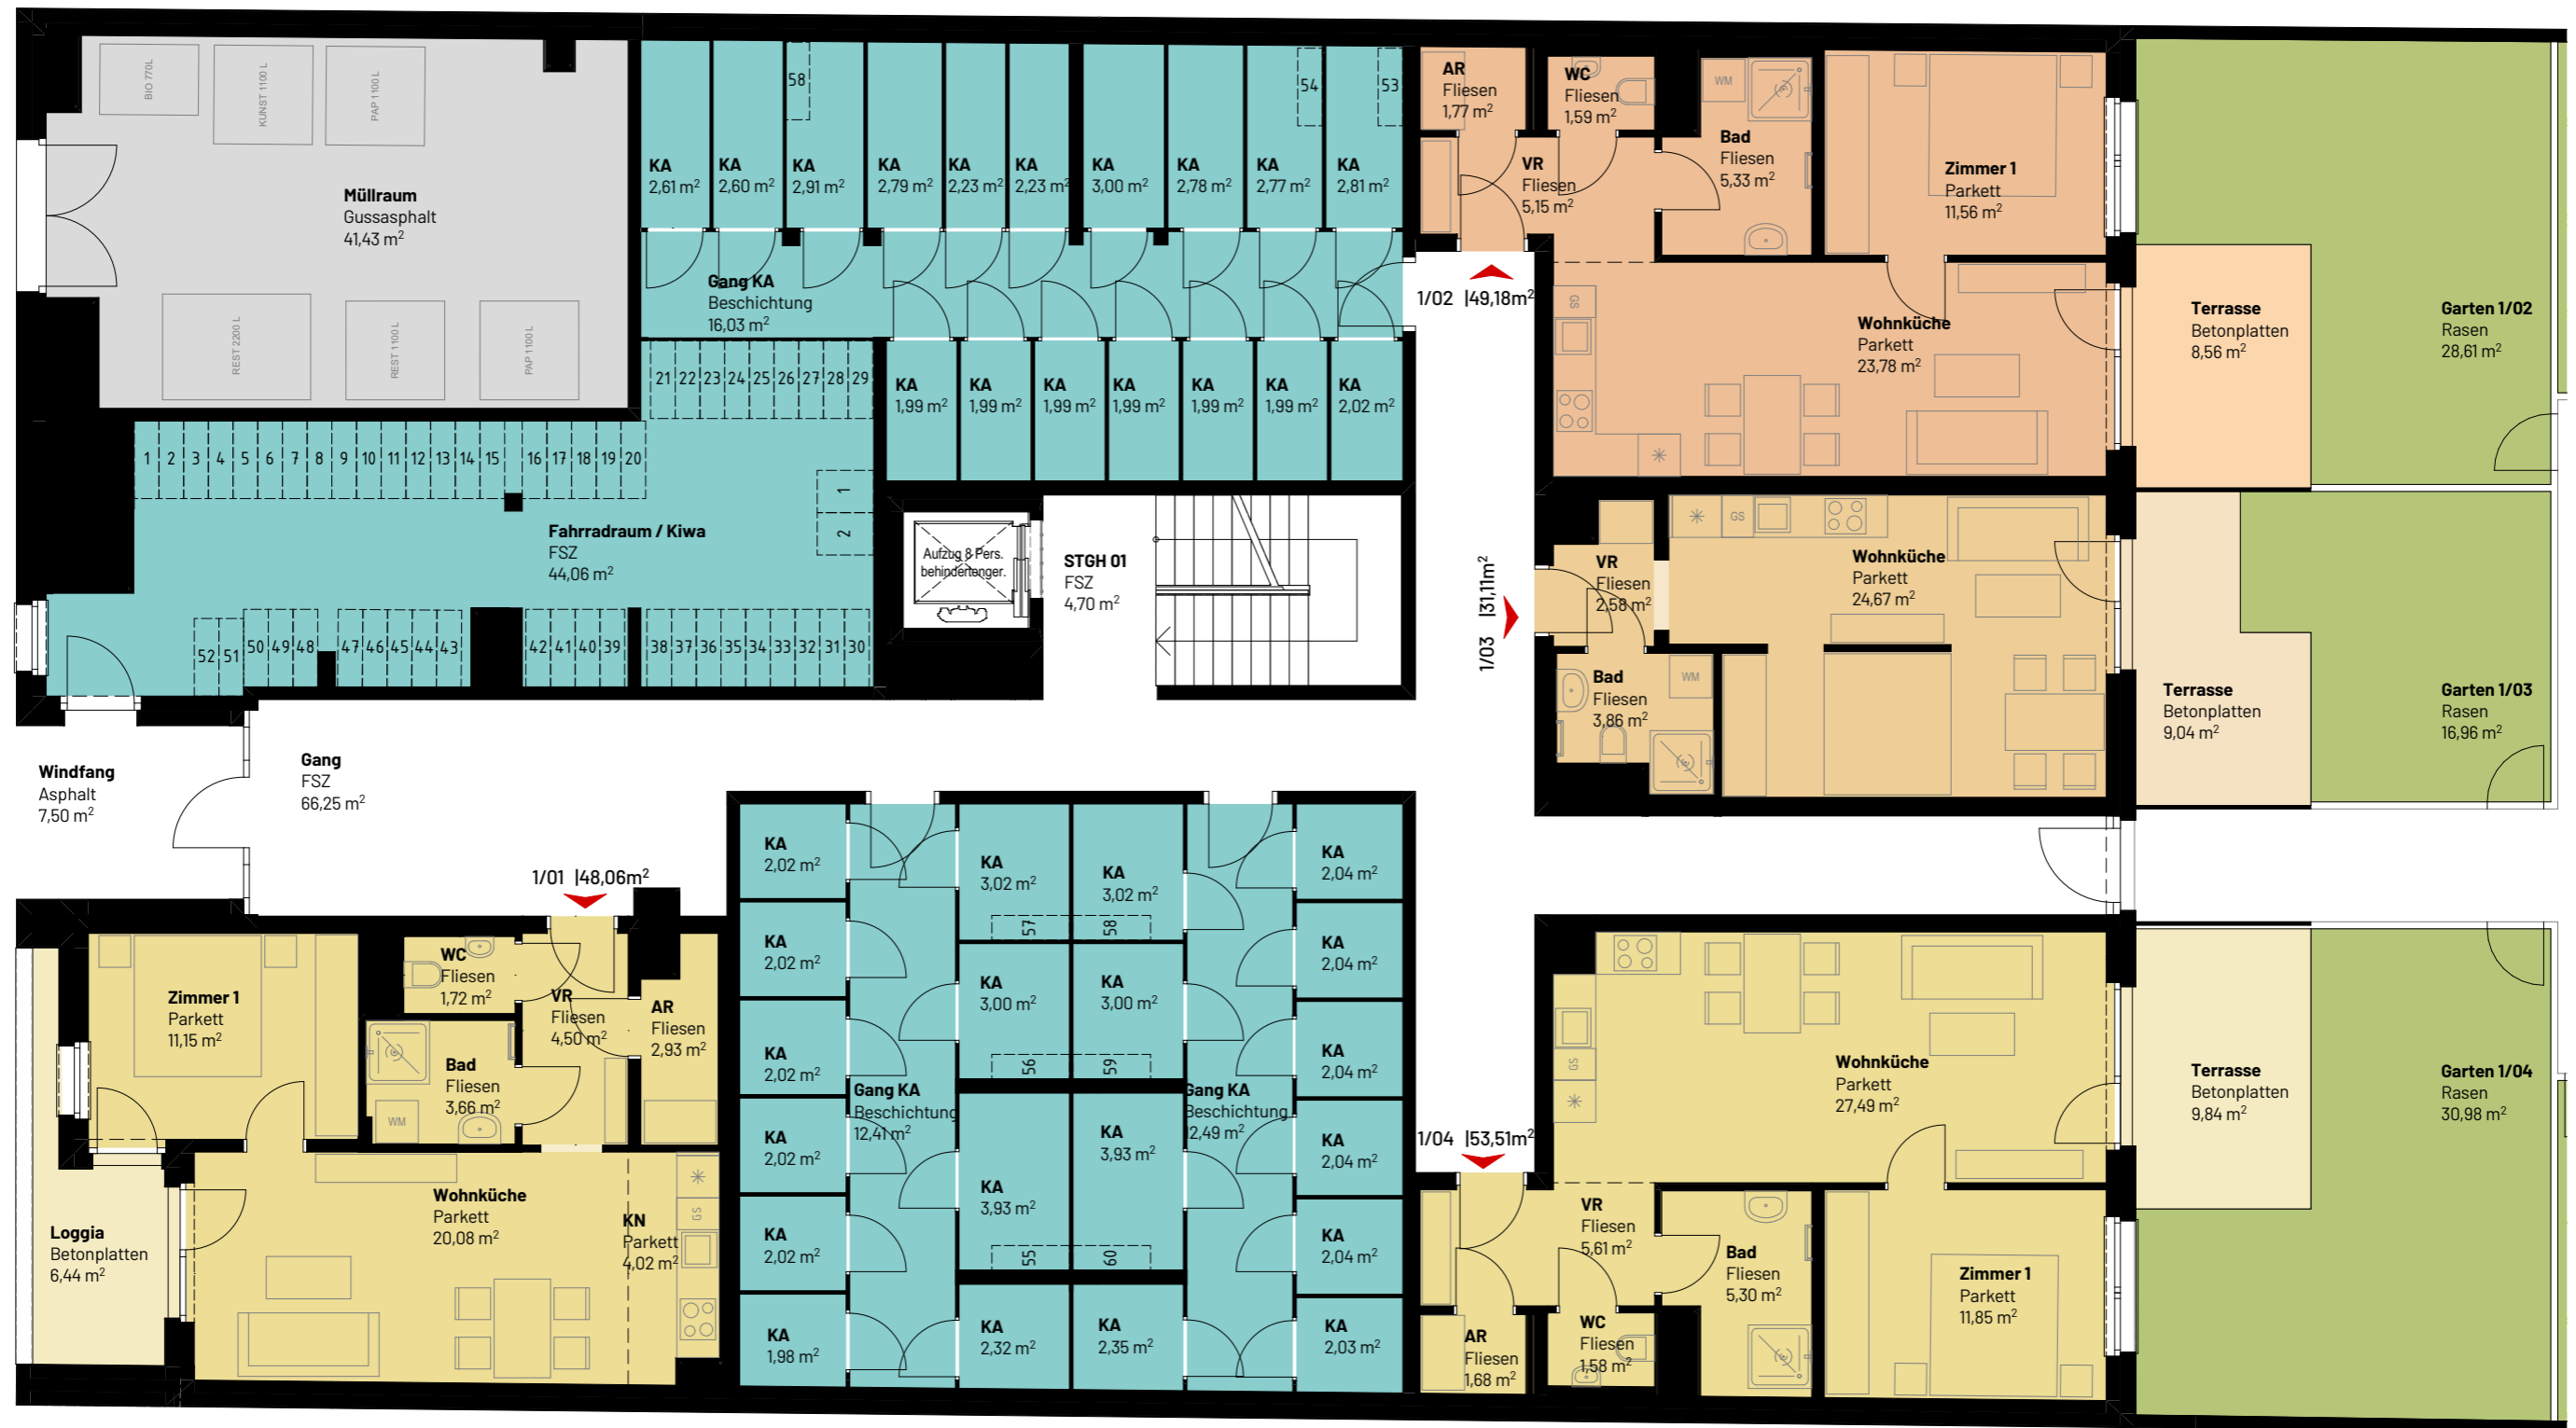 BIO 770L
KUNST 1100 L
PAP 1100 L
Müllraum
Gussasphalt
41,43 m²
REST 2200 L
REST 1100 L
PAP 1100 L
KA
2,61 m²
KA
2,60 m²
58
KA
2,91 m²
KA
2,79 m²
KA
2,23 m²
KA
2,23 m²
KA
3,00 m²
KA
2,78 m²
54
KA
2,77 m²
53
KA
2,81 m²
Gang KA
Beschichtung
16,03 m²
KA
1,99 m²
KA
1,99 m²
KA
1,99 m²
KA
1,99 m²
KA
1,99 m²
KA
1,99 m²
KA
2,02 m²
21 22 23 24 25 26 27 28 29
1 2 3 4 5 6 7 8 9 10 11 12 13 14 15 16 17 18 19 20
1
2
Fahrradraum / Kiwa
FSZ
44,06 m²
52 51 50 49 48 47 46 45 44 43 42 41 40 39 38 37 36 35 34 33 32 31 30
Aufzug 8 Pers.
behindertenger.
STGH 01
FSZ
4,70 m²
Windfang
Asphalt
7,50 m²
Gang
FSZ
66,25 m²
AR
Fliesen
1,77 m²
WC
Fliesen
1,59 m²
VR
Fliesen
5,15 m²
WM
Bad
Fliesen
5,33 m²
Zimmer 1
Parkett
11,56 m²
1/02 |49,18m²
GS
Wohnküche
Parkett
23,78 m²
Terrasse
Betonplatten
8,56 m²
Garten 1/02
Rasen
28,61 m²
1/03 |31,11m²
VR
Fliesen
2,58 m²
GS
Wohnküche
Parkett
24,67 m²
Bad
Fliesen
3,86 m²
WM
Terrasse
Betonplatten
9,04 m²
Garten 1/03
Rasen
16,96 m²
1/01 |48,06m²
Zimmer 1
Parkett
11,15 m²
WC
Fliesen
1,72 m²
VR
Fliesen
4,50 m²
AR
Fliesen
2,93 m²
Bad
Fliesen
3,66 m²
WM
Loggia
Betonplatten
6,44 m²
Wohnküche
Parkett
20,08 m²
KN
Parkett
4,02 m²
GS
KA
2,02 m²
KA
2,02 m²
KA
2,02 m²
KA
2,02 m²
KA
2,02 m²
KA
1,98 m²
Gang KA
Beschichtung
12,41 m²
KA
3,02 m²
57
KA
3,00 m²
56
KA
3,93 m²
55
KA
2,32 m²
KA
3,02 m²
58
KA
3,00 m²
59
KA
3,93 m²
60
KA
2,35 m²
Gang KA
Beschichtung
12,49 m²
KA
2,04 m²
KA
2,04 m²
KA
2,04 m²
KA
2,04 m²
KA
2,04 m²
KA
2,03 m²
1/04 |53,51m²
GS
Wohnküche
Parkett
27,49 m²
VR
Fliesen
5,61 m²
Bad
Fliesen
5,30 m²
AR
Fliesen
1,68 m²
WC
Fliesen
1,58 m²
Zimmer 1
Parkett
11,85 m²
Terrasse
Betonplatten
9,84 m²
Garten 1/04
Rasen
30,98 m²